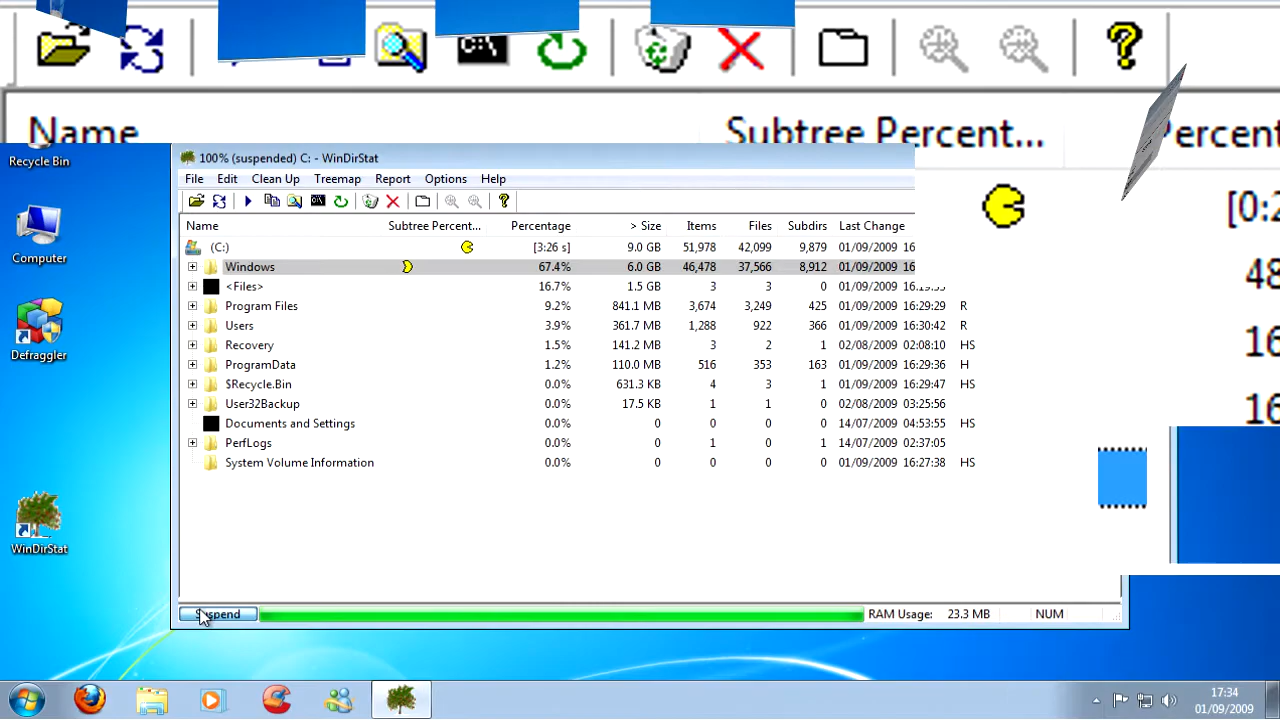 C:\
Name Subtree Percent... Percent
Recycle Bin
100% (suspended) C: - WinDirStat
File Edit Clean Up Treemap Report Options Help
[0:2
Name Subtree Percent... Percentage > Size Items Files Subdirs Last Change
Computer
(C:) [3:26 s] 9.0 GB 51,978 42,099 9,879 01/09/2009 16
Windows 67.4% 6.0 GB 46,478 37,566 8,912 01/09/2009 16
48
<Files> 16.7% 1.5 GB 3 3 0 01/09/2009
Program Files 9.2% 841.1 MB 3,674 3,249 425 01/09/2009 16:29:29 R
Users 3.9% 361.7 MB 1,288 922 366 01/09/2009 16:30:42 R
16
Recovery 1.5% 141.2 MB 3 2 1 02/08/2009 02:08:10 HS
Defraggler
ProgramData 1.2% 110.0 MB 516 353 163 01/09/2009 16:29:36 H
$Recycle.Bin 0.0% 631.3 KB 4 3 1 01/09/2009 16:29:47 HS
User32Backup 0.0% 17.5 KB 1 1 0 02/08/2009 03:25:56
16
Documents and Settings 0.0% 0 0 0 0 14/07/2009 04:53:55 HS
PerfLogs 0.0% 0 1 0 1 14/07/2009 02:37:05
System Volume Information 0.0% 0 0 0 0 01/09/2009 16:27:38 HS
WinDirStat
Suspend RAM Usage: 23.3 MB NUM
17:34
01/09/2009